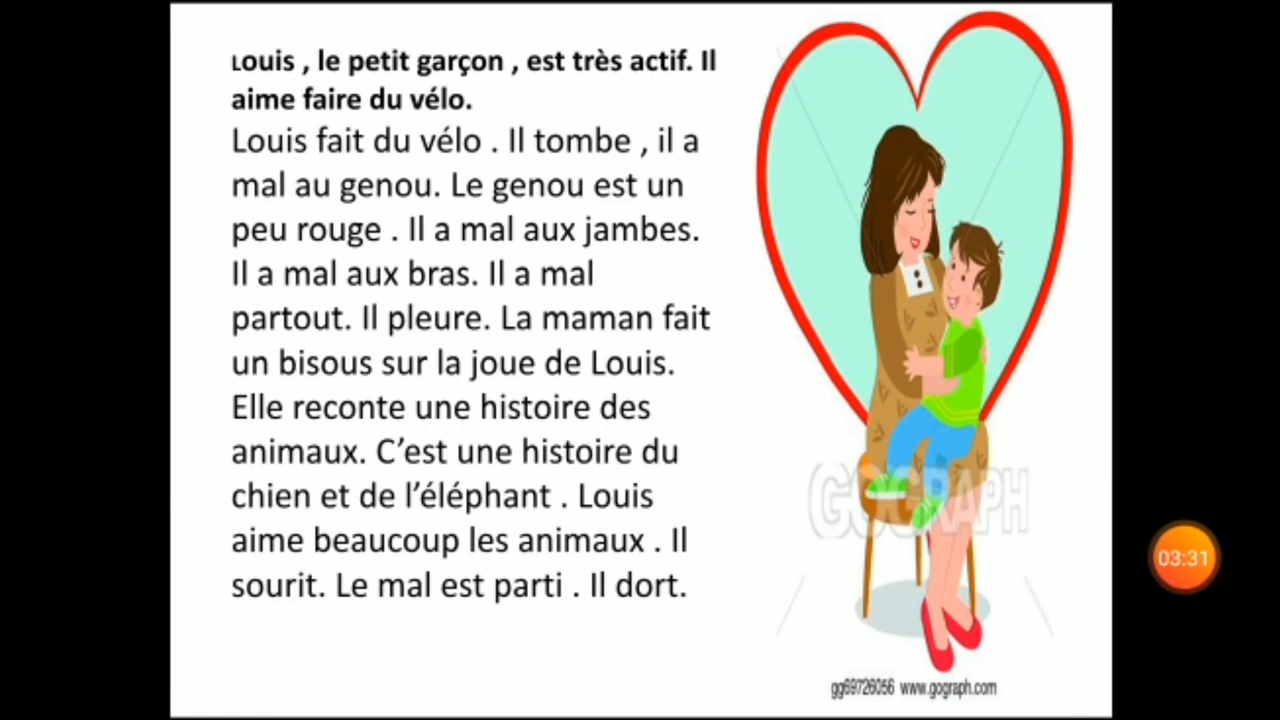 Louis , le petit garçon , est très actif. Il
aime faire du vélo.
Louis fait du vélo . Il tombe , il a
mal au genou. Le genou est un
peu rouge . Il a mal aux jambes.
Il a mal aux bras. Il a mal
partout. Il pleure. La maman fait
un bisous sur la joue de Louis.
Elle reconte une histoire des
animaux. C’est une histoire du
chien et de l’éléphant . Louis
aime beaucoup les animaux . Il
sourit. Le mal est parti . Il dort.
GOGRAPH
gg69726056 www.gograph.com
03:31